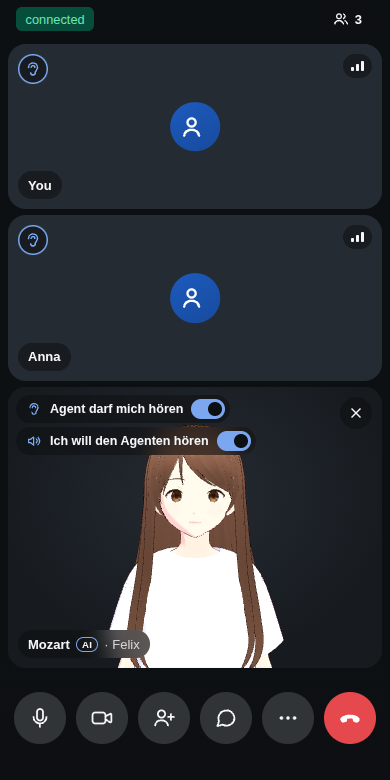 connected
3
You
Anna
Agent darf mich hören
Ich will den Agenten hören
Mozart AI · Felix